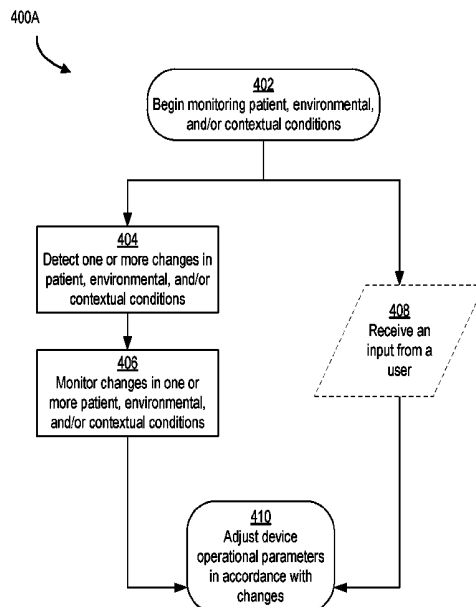 400A
402
Begin monitoring patient, environmental,
and/or contextual conditions
404
Detect one or more changes in
patient, environmental, and/or
contextual conditions
408
Receive an
input from a
user
406
Monitor changes in one or
more patient, environmental,
and/or contextual conditions
410
Adjust device
operational parameters
in accordance with
changes